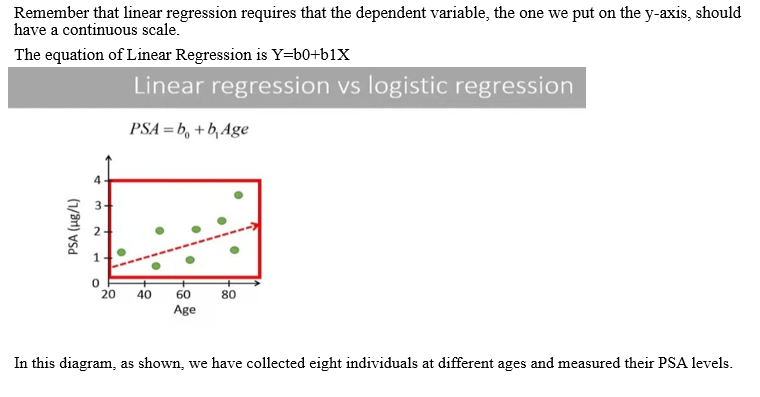 Remember that linear regression requires that the dependent variable, the one we put on the y-axis, should
have a continuous scale.
The equation of Linear Regression is Y=b0+b1X
Linear regression vs logistic regression
PSA = b₀ + b₁Age
4
3
2
1
0
PSA (µg/L)
20 40 60 80
Age
In this diagram, as shown, we have collected eight individuals at different ages and measured their PSA levels.